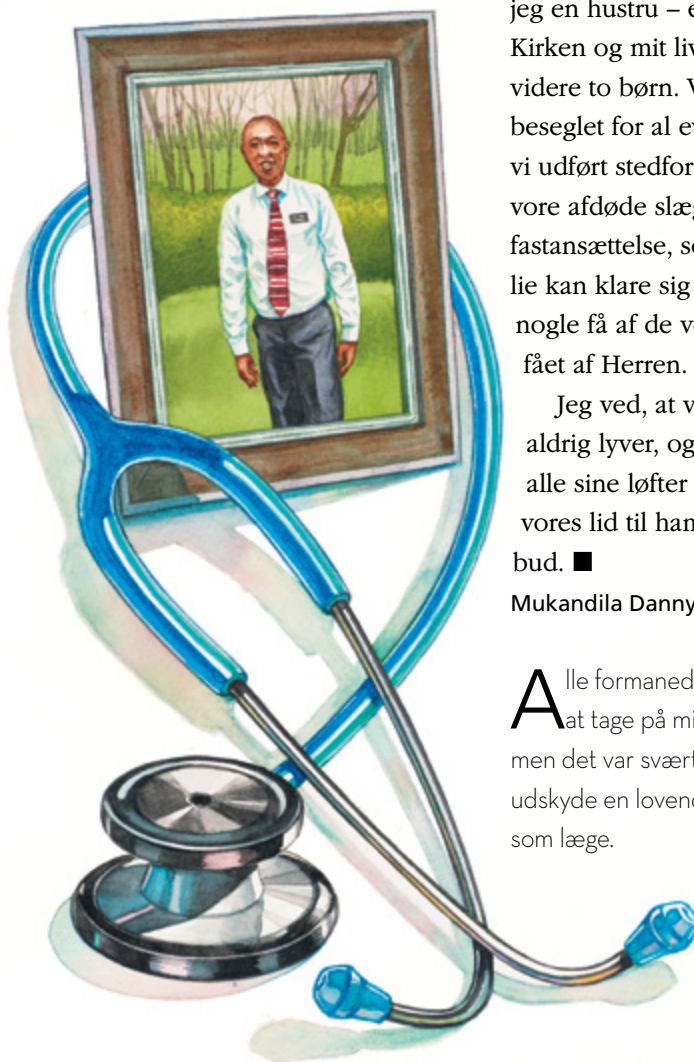 jeg en hustru – e
Kirken og mit liv
videre to børn. V
beseglet for al ev
vi udført stedfor
vore afdøde slæg
fastansættelse, so
lie kan klare sig
nogle få af de ve
fået af Herren.
Jeg ved, at v
aldrig lyver, og
alle sine løfter
vores lid til ham
bud. ■
Mukandila Danny
Alle formaned
at tage på mi
men det var svært
udskyde en lovend
som læge.